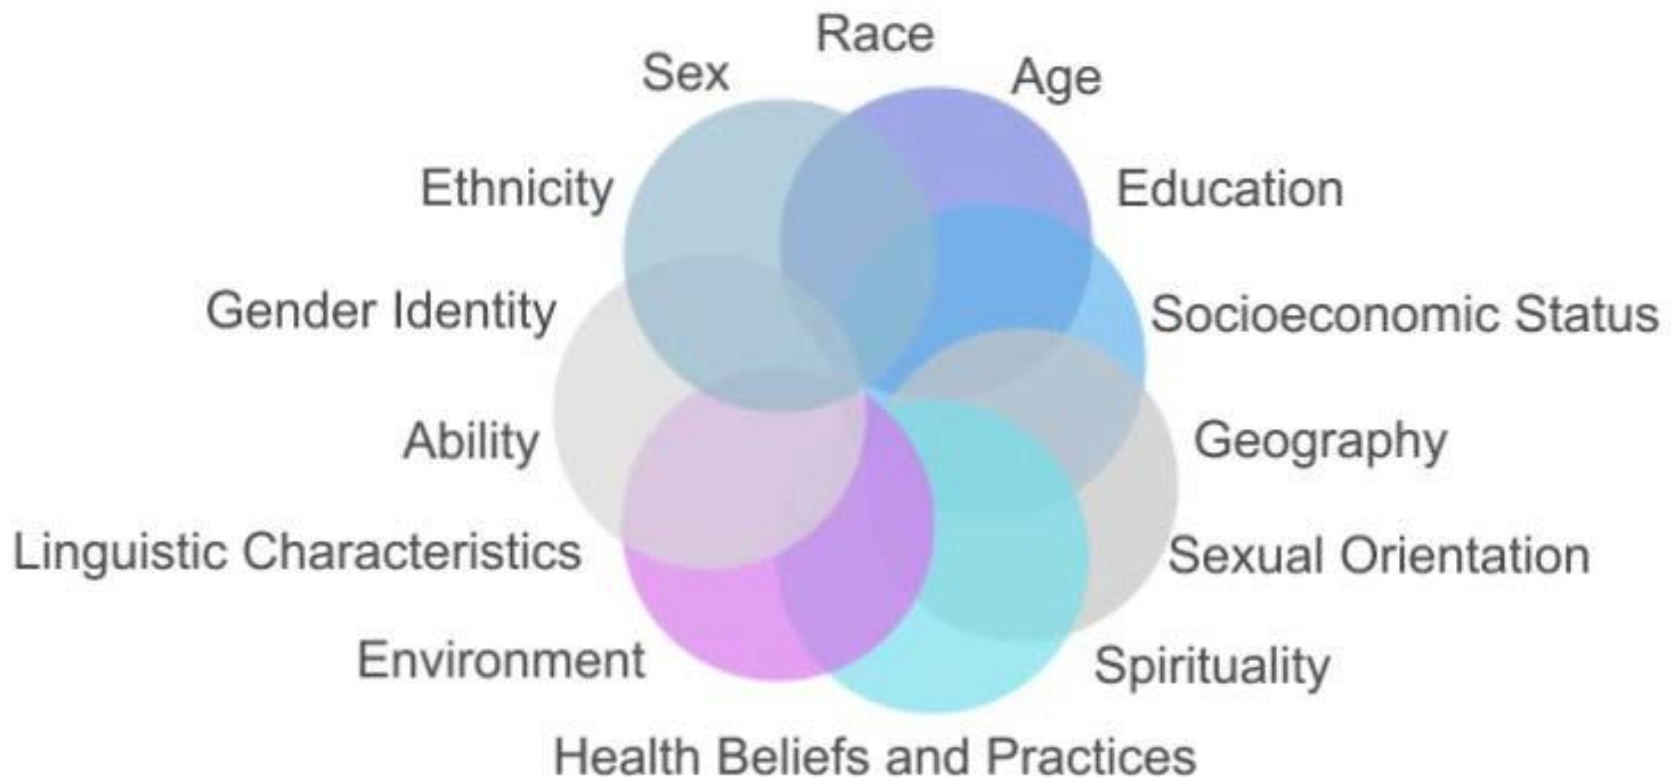 Race
Sex
Age
Ethnicity
Education
Gender Identity
Socioeconomic Status
Ability
Geography
Linguistic Characteristics
Sexual Orientation
Environment
Spirituality
Health Beliefs and Practices